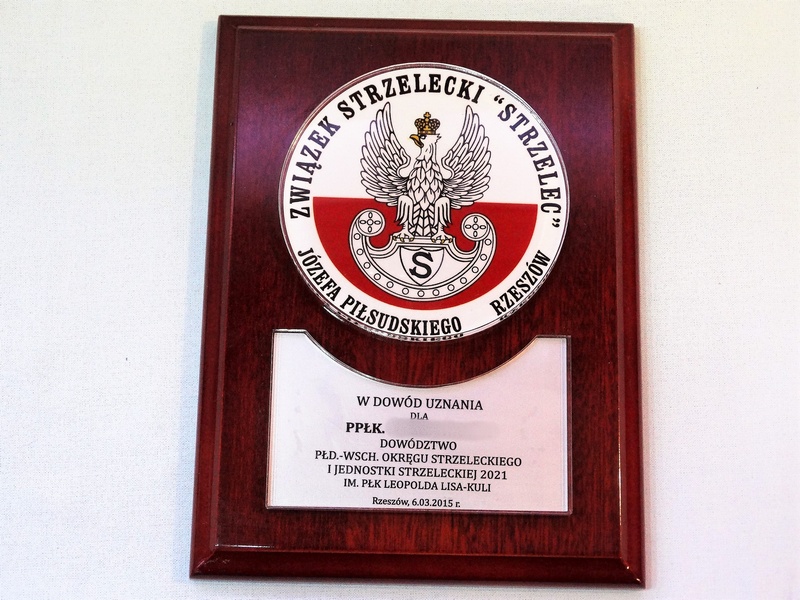 ZWIĄZEK STRZELECKI "STRZELEC"
JÓZEFA PIŁSUDSKIEGO RZESZÓW
S
W DOWÓD UZNANIA
DLA
PPŁK.
DOWÓDZTWO
PŁD.-WSCH. OKRĘGU STRZELECKIEGO
I JEDNOSTKI STRZELECKIEJ 2021
IM. PŁK LEOPOLDA LISA-KULI
Rzeszów, 6.03.2015 r.